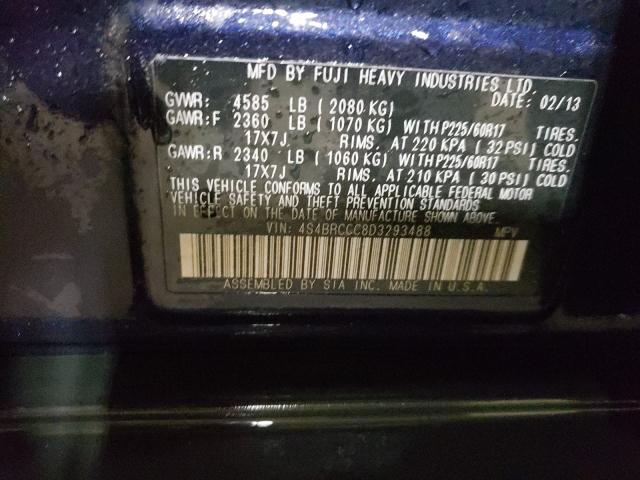 MFD BY FUJI HEAVY INDUSTRIES LTD.
GVWR: 4585 LB (2080 KG) DATE: 02/13
GAWR:F 2360 LB (1070 KG) WITH P225/60R17 TIRES.
17X7J RIMS. AT 220 KPA (32 PSI) COLD
GAWR:R 2340 LB (1060 KG) WITH P225/60R17 TIRES.
17X7J RIMS. AT 210 KPA (30 PSI) COLD
THIS VEHICLE CONFORMS TO ALL APPLICABLE FEDERAL MOTOR
VEHICLE SAFETY AND THEFT PREVENTION STANDARDS
IN EFFECT ON THE DATE OF MANUFACTURE SHOWN ABOVE.
VIN: 4S4BRCCC8D3293488 MPV
ASSEMBLED BY SIA INC. MADE IN U.S.A.